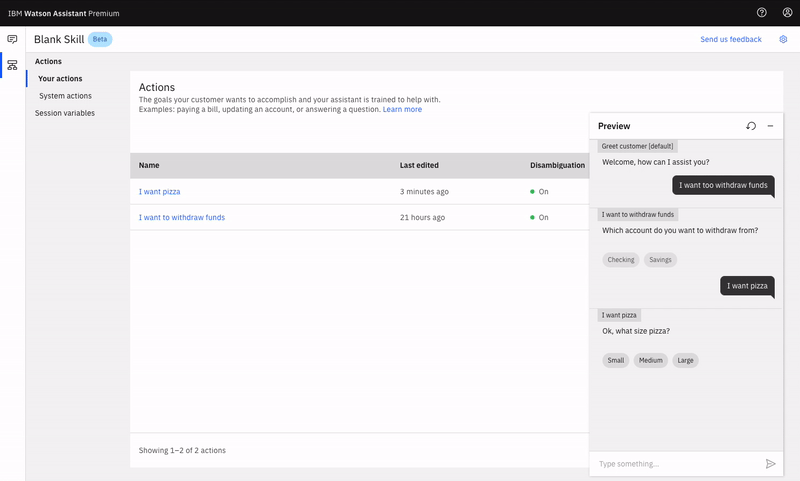 IBM Watson Assistant Premium
Blank Skill Beta
Send us feedback
Actions
Your actions
System actions
Session variables
Actions
The goals your customer wants to accomplish and your assistant is trained to help with.
Examples: paying a bill, updating an account, or answering a question. Learn more
Name Last edited Disambiguation
I want pizza 3 minutes ago On
I want to withdraw funds 21 hours ago On
Showing 1–2 of 2 actions
Preview
Greet customer [default]
Welcome, how can I assist you?
I want too withdraw funds
I want to withdraw funds
Which account do you want to withdraw from?
Checking Savings
I want pizza
I want pizza
Ok, what size pizza?
Small Medium Large
Type something...